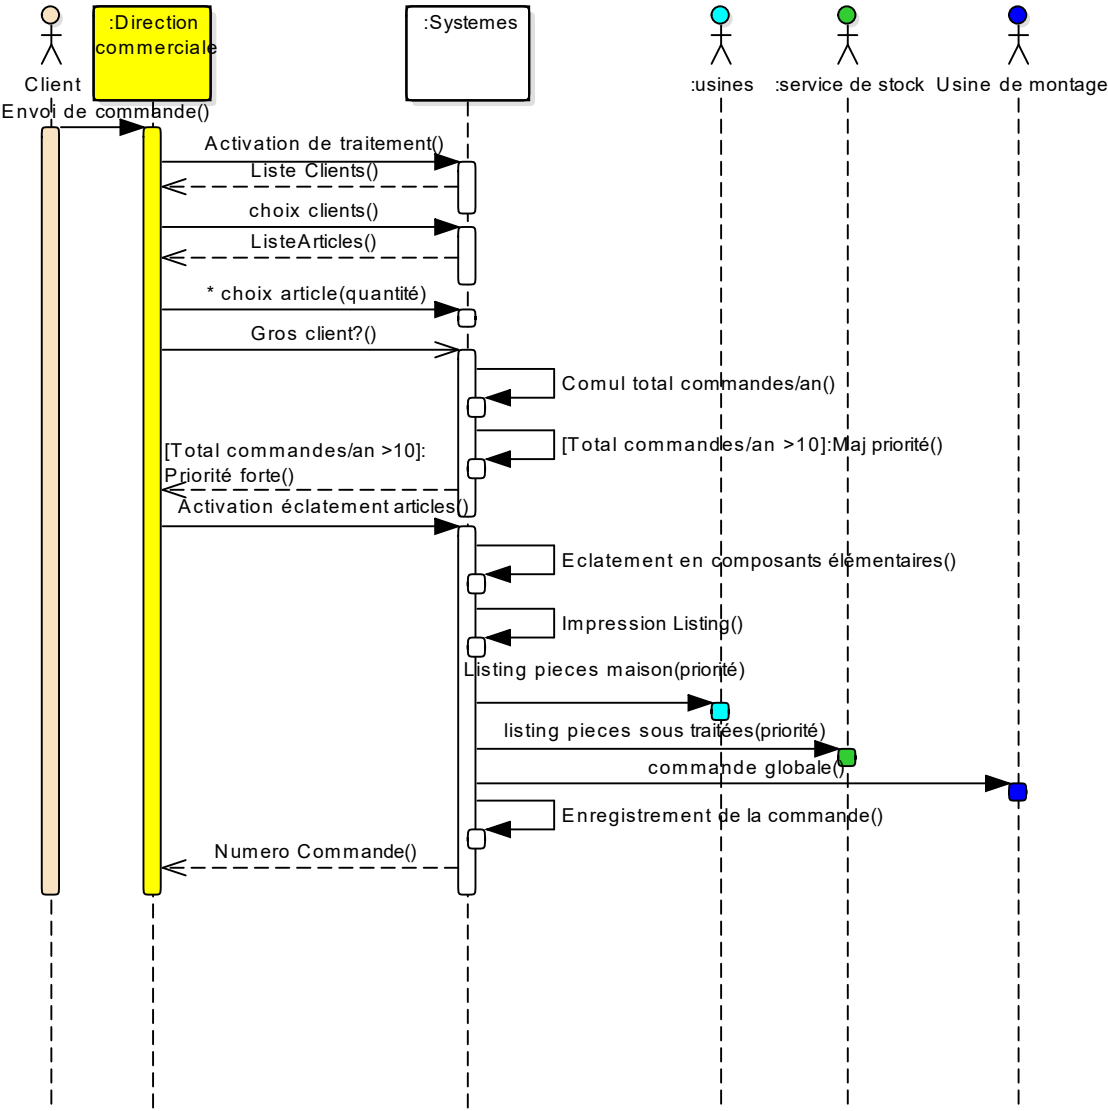 :Direction
commerciale
:Systemes
Client
:usines
:service de stock
Usine de montage
Envoi de commande()
Activation de traitement()
Liste Clients()
choix clients()
ListeArticles()
* choix article(quantité)
Gros client?()
Comul total commandes/an()
[Total commandes/an >10]:Maj priorité()
[Total commandes/an >10]:
Priorité forte()
Activation éclatement articles()
Eclatement en composants élémentaires()
Impression Listing()
Listing pieces maison(priorité)
listing pieces sous traitées(priorité)
commande globale()
Enregistrement de la commande()
Numero Commande()